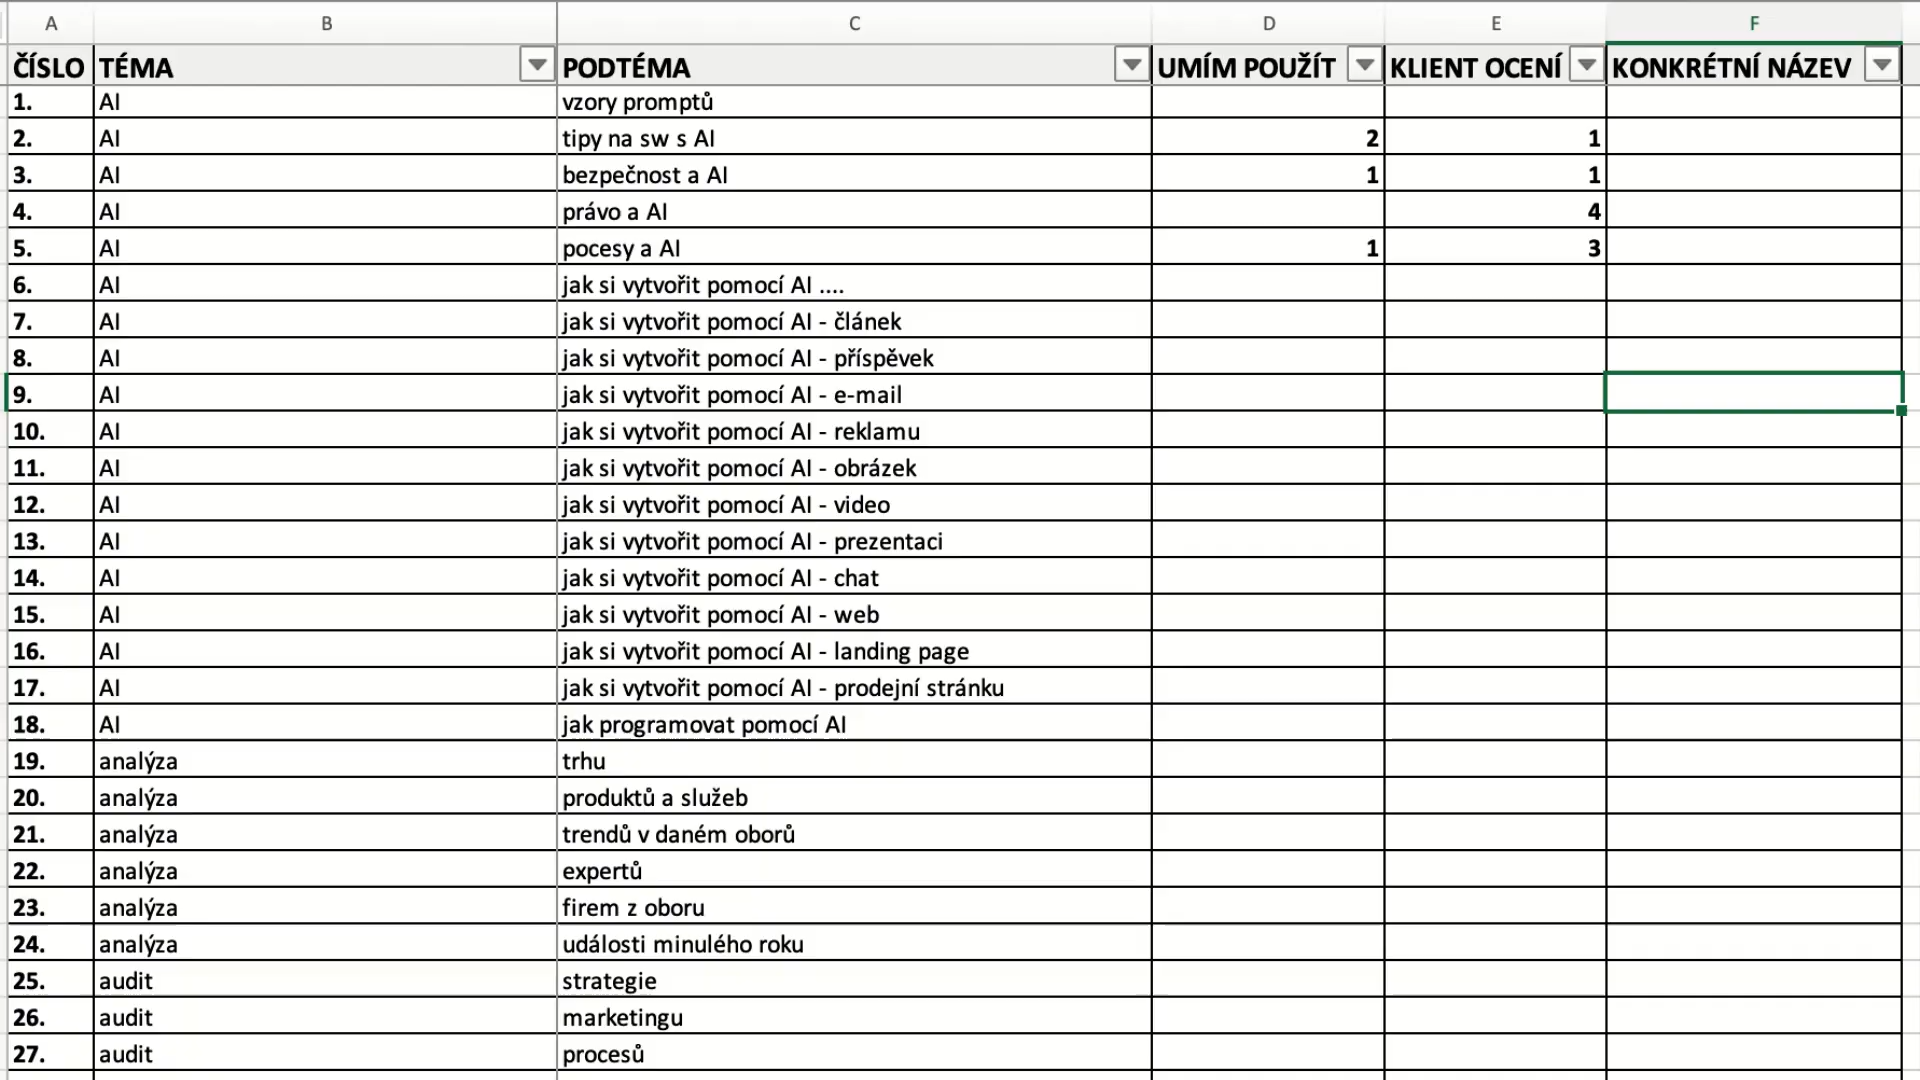 A B C D E F
ČÍSLO TÉMA PODTÉMA UMÍM POUŽÍT KLIENT OCENÍ KONKRÉTNÍ NÁZEV
1. AI vzory promptů
2. AI tipy na sw s AI 2 1
3. AI bezpečnost a AI 1 1
4. AI právo a AI 4
5. AI pocesy a AI 1 3
6. AI jak si vytvořit pomocí AI ....
7. AI jak si vytvořit pomocí AI - článek
8. AI jak si vytvořit pomocí AI - příspěvek
9. AI jak si vytvořit pomocí AI - e-mail
10. AI jak si vytvořit pomocí AI - reklamu
11. AI jak si vytvořit pomocí AI - obrázek
12. AI jak si vytvořit pomocí AI - video
13. AI jak si vytvořit pomocí AI - prezentaci
14. AI jak si vytvořit pomocí AI - chat
15. AI jak si vytvořit pomocí AI - web
16. AI jak si vytvořit pomocí AI - landing page
17. AI jak si vytvořit pomocí AI - prodejní stránku
18. AI jak programovat pomocí AI
19. analýza trhu
20. analýza produktů a služeb
21. analýza trendů v daném oborů
22. analýza expertů
23. analýza firem z oboru
24. analýza události minulého roku
25. audit strategie
26. audit marketingu
27. audit procesů